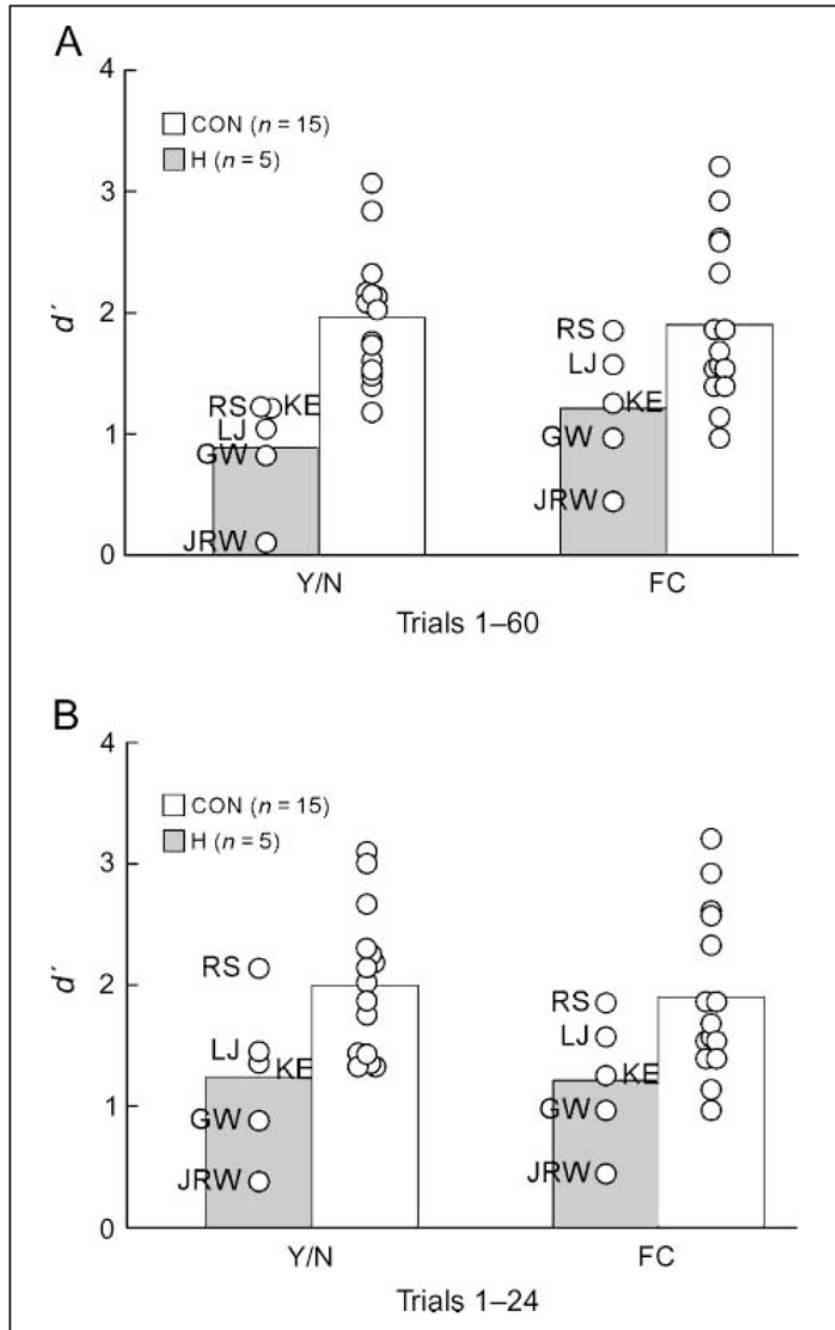 A
4
CON (n = 15)
H (n = 5)
3
d´
2
RS
LJ
RS KE
KE
1
LJ
GW
GW
JRW
JRW
0
Y/N FC
Trials 1–60
B
4
CON (n = 15)
H (n = 5)
3
d´
RS
2
RS
LJ
LJ
KE
KE
1
GW
GW
JRW
JRW
0
Y/N FC
Trials 1–24